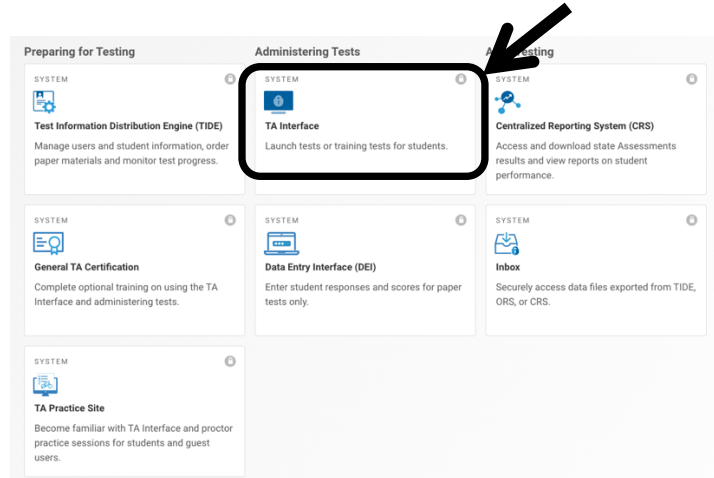 Preparing for Testing
SYSTEM
Test Information Distribution Engine (TIDE)
Manage users and student information, order
paper materials and monitor test progress.
SYSTEM
General TA Certification
Complete optional training on using the TA
Interface and administering tests.
SYSTEM
TA Practice Site
Become familiar with TA Interface and proctor
practice sessions for students and guest
users.
Administering Tests
SYSTEM
TA Interface
Launch tests or training tests for students.
SYSTEM
Data Entry Interface (DEI)
Enter student responses and scores for paper
tests only.
SYSTEM
Centralized Reporting System (CRS)
Access and download state Assessments
results and view reports on student
performance.
SYSTEM
Inbox
Securely access data files exported from TIDE,
ORS, or CRS.